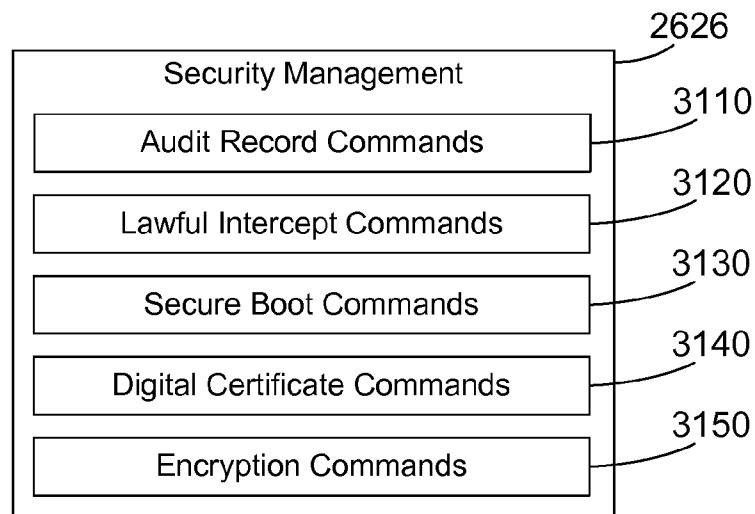 2626
Security Management
3110
Audit Record Commands
3120
Lawful Intercept Commands
3130
Secure Boot Commands
3140
Digital Certificate Commands
3150
Encryption Commands